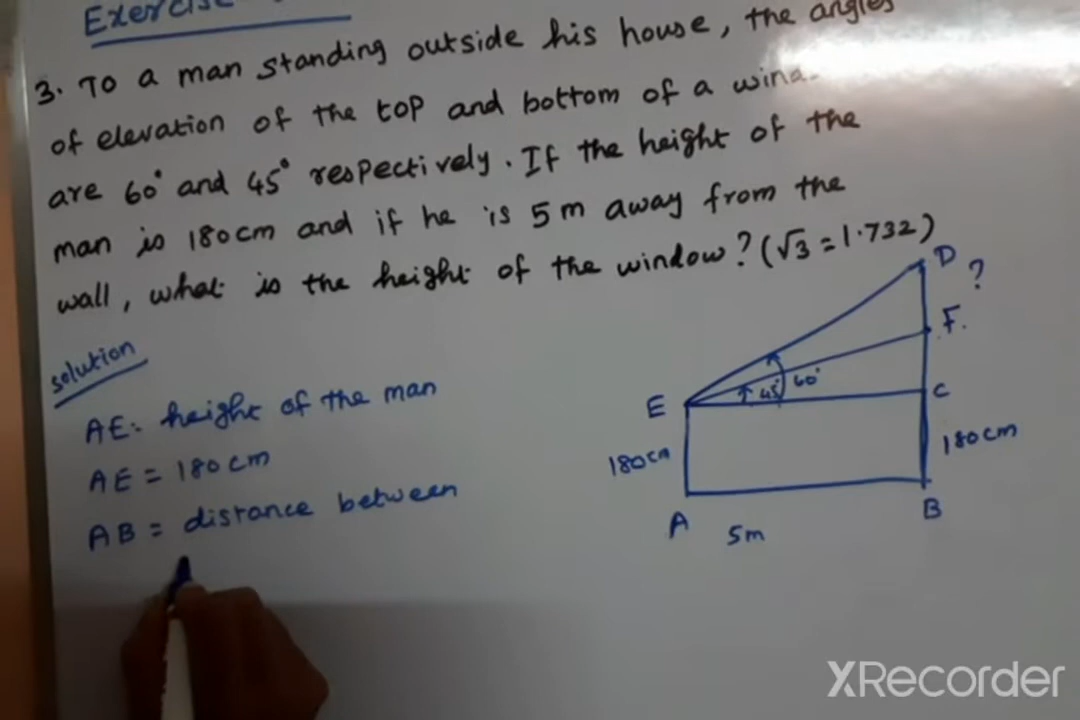 Exercise
3. To a man standing outside his house, the angles
of elevation of the top and bottom of a
are 60° and 45° respectively. If the height of the
man is 180cm and if he is 5m away from the
wall, what is the height of the window? (√3 = 1.732)
solution
AE: height of the man
AE = 180cm
AB = distance between
D
?
F.
E
45°
60°
C
180cm
180cm
A
B
5m
XRecorder